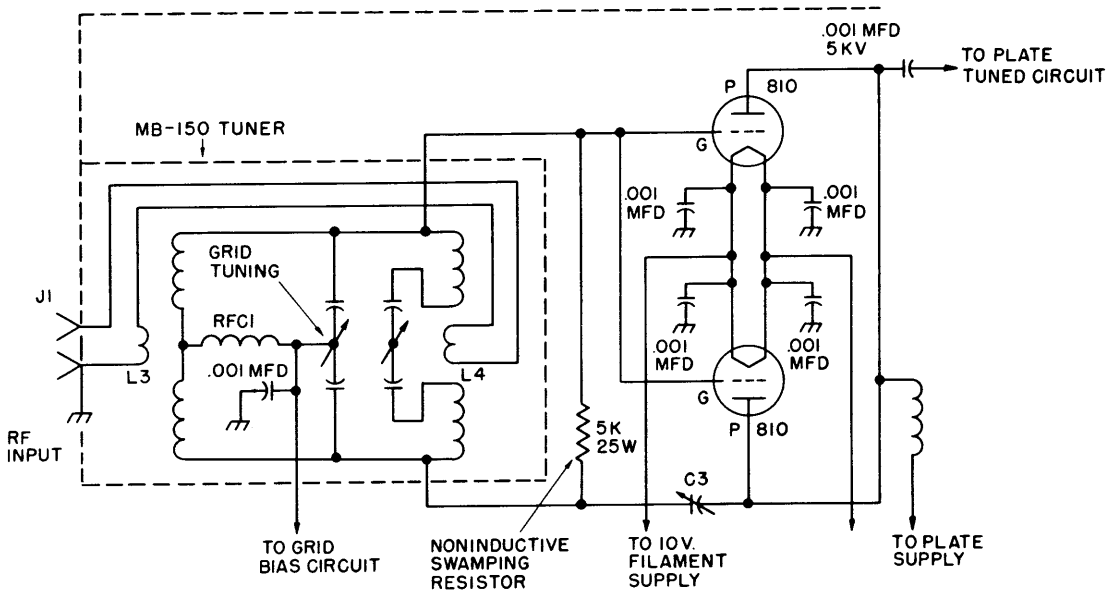 .001 MFD
5 KV
TO PLATE
TUNED CIRCUIT
P
810
MB-150 TUNER
G
.001
MFD
.001
MFD
GRID
TUNING
J1
RFC1
.001 MFD
L3
L4
.001
MFD
.001
MFD
G
P
810
RF
INPUT
5K
25W
C3
TO GRID
BIAS CIRCUIT
NONINDUCTIVE
SWAMPING
RESISTOR
TO 10V.
FILAMENT
SUPPLY
TO PLATE
SUPPLY